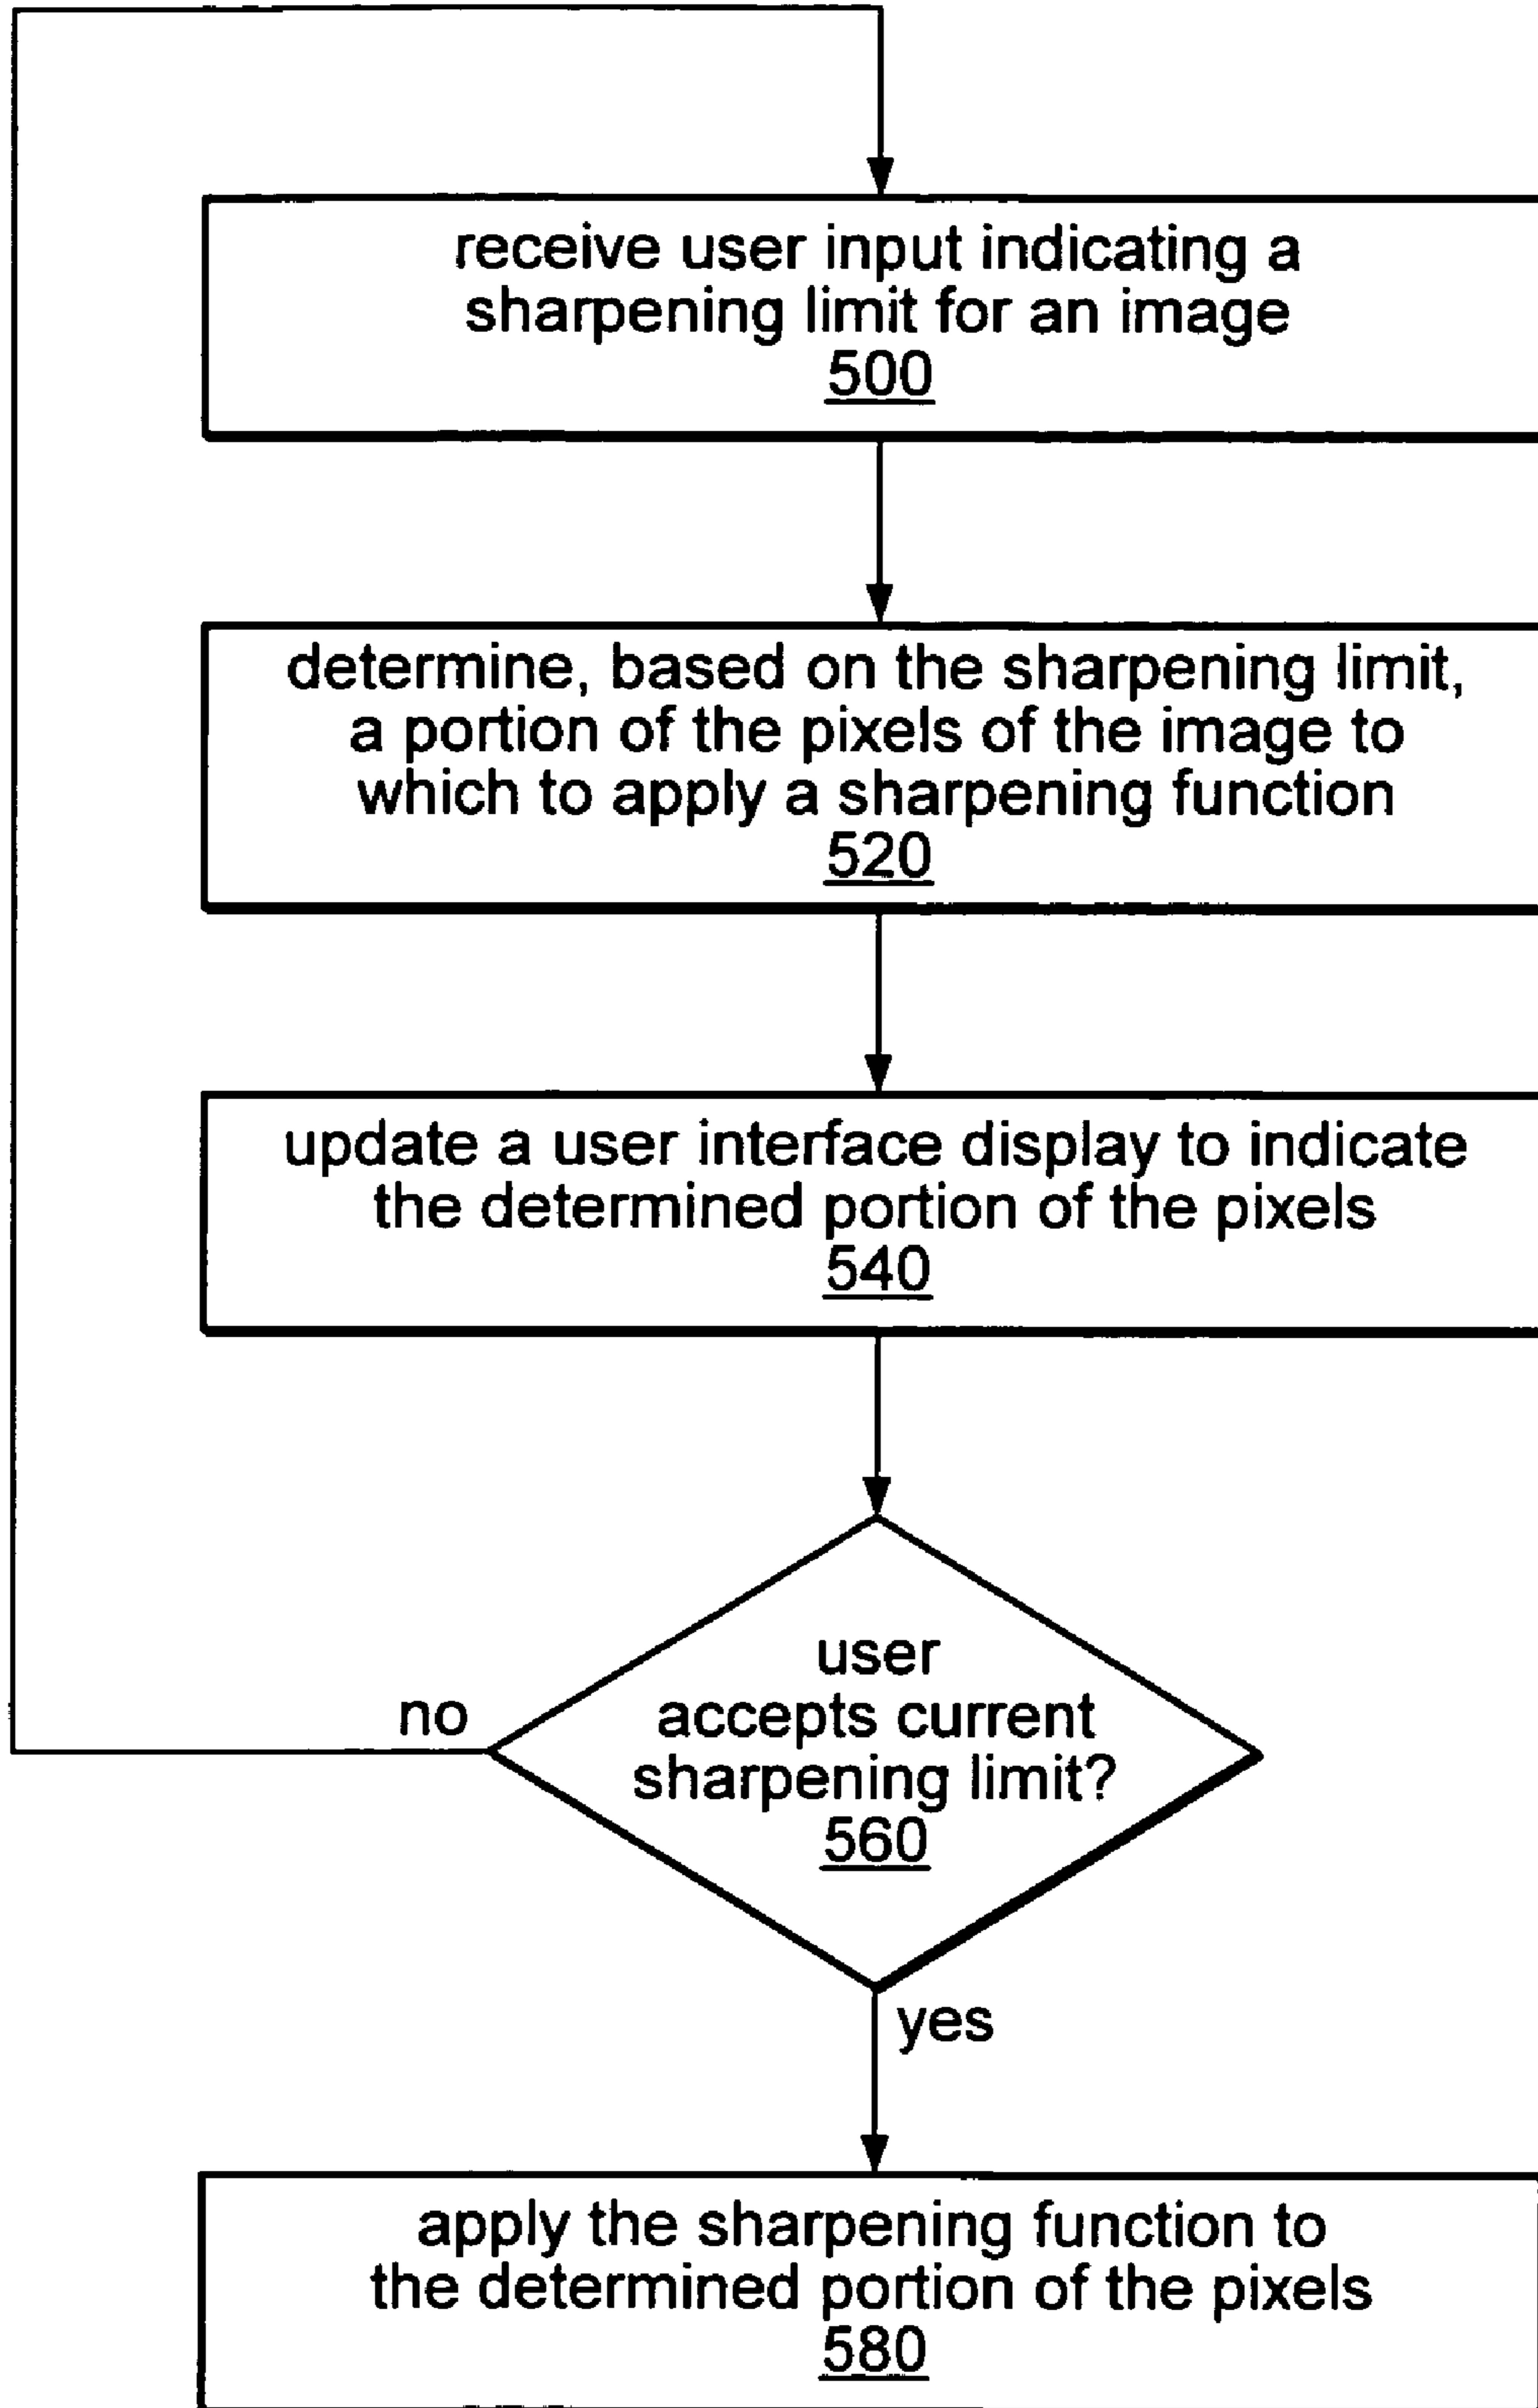 receive user input indicating a
sharpening limit for an image
500
determine, based on the sharpening limit,
a portion of the pixels of the image to
which to apply a sharpening function
520
update a user interface display to indicate
the determined portion of the pixels
540
user
accepts current
sharpening limit?
560
no
yes
apply the sharpening function to
the determined portion of the pixels
580